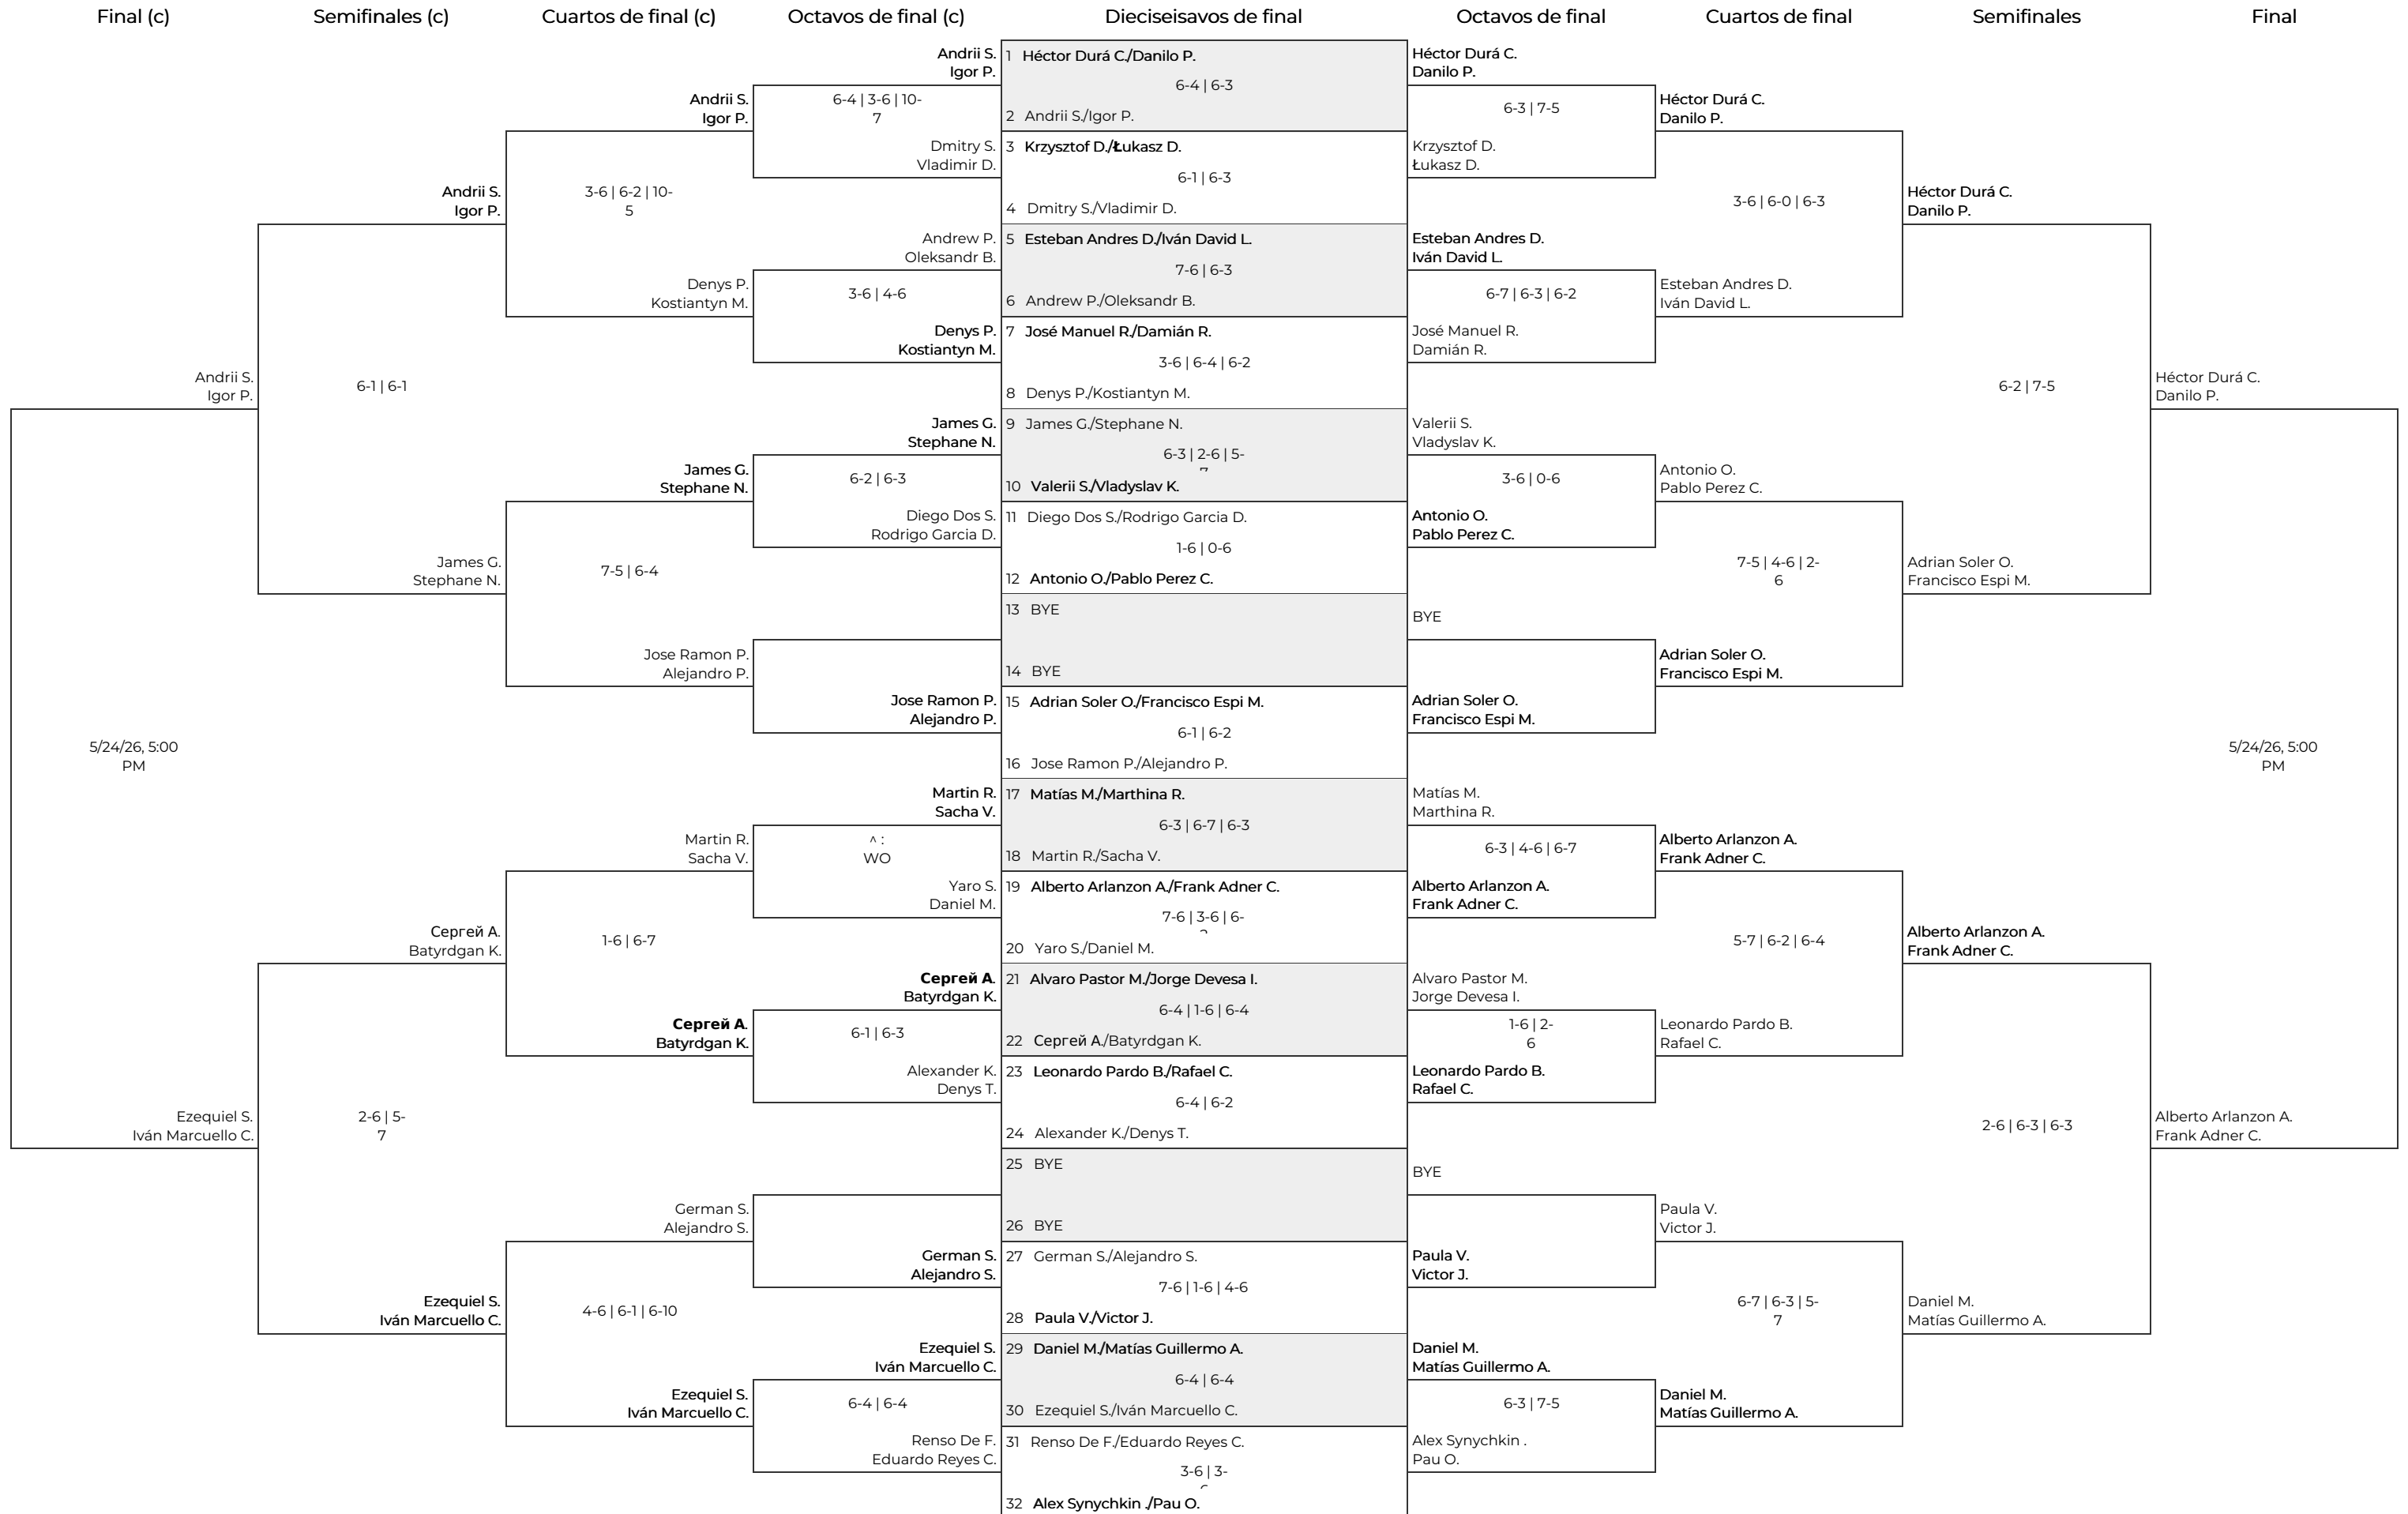 Final (c)
Semifinales (c)
Cuartos de final (c)
Octavos de final (c)
Dieciseisavos de final
Octavos de final
Cuartos de final
Semifinales
Final
Andrii S.
Igor P.
5/24/26, 5:00
PM
Ezequiel S.
Iván Marcuello C.
Andrii S.
Igor P.
6-1 | 6-1
James G.
Stephane N.
Сергей А.
Batyrdgan K.
2-6 | 5-
7
Ezequiel S.
Iván Marcuello C.
Andrii S.
Igor P.
3-6 | 6-2 | 10-
5
Denys P.
Kostiantyn M.
James G.
Stephane N.
7-5 | 6-4
Jose Ramon P.
Alejandro P.
Martin R.
Sacha V.
1-6 | 6-7
Сергей А.
Batyrdgan K.
German S.
Alejandro S.
4-6 | 6-1 | 6-10
Ezequiel S.
Iván Marcuello C.
Andrii S.
Igor P.
6-4 | 3-6 | 10-
7
Dmitry S.
Vladimir D.
Andrew P.
Oleksandr B.
3-6 | 4-6
Denys P.
Kostiantyn M.
James G.
Stephane N.
6-2 | 6-3
Diego Dos S.
Rodrigo Garcia D.
Jose Ramon P.
Alejandro P.
Martin R.
Sacha V.
^ :
WO
Yaro S.
Daniel M.
Сергей А.
Batyrdgan K.
6-1 | 6-3
Alexander K.
Denys T.
German S.
Alejandro S.
Ezequiel S.
Iván Marcuello C.
6-4 | 6-4
Renso De F.
Eduardo Reyes C.
1 Héctor Durá C./Danilo P.
6-4 | 6-3
2 Andrii S./Igor P.
3 Krzysztof D./Łukasz D.
6-1 | 6-3
4 Dmitry S./Vladimir D.
5 Esteban Andres D./Iván David L.
7-6 | 6-3
6 Andrew P./Oleksandr B.
7 José Manuel R./Damián R.
3-6 | 6-4 | 6-2
8 Denys P./Kostiantyn M.
9 James G./Stephane N.
6-3 | 2-6 | 5-
10 Valerii S./Vladyslav K.
11 Diego Dos S./Rodrigo Garcia D.
1-6 | 0-6
12 Antonio O./Pablo Perez C.
13 BYE
14 BYE
15 Adrian Soler O./Francisco Espi M.
6-1 | 6-2
16 Jose Ramon P./Alejandro P.
17 Matías M./Marthina R.
6-3 | 6-7 | 6-3
18 Martin R./Sacha V.
19 Alberto Arlanzon A./Frank Adner C.
7-6 | 3-6 | 6-
20 Yaro S./Daniel M.
21 Alvaro Pastor M./Jorge Devesa I.
6-4 | 1-6 | 6-4
22 Сергей А./Batyrdgan K.
23 Leonardo Pardo B./Rafael C.
6-4 | 6-2
24 Alexander K./Denys T.
25 BYE
26 BYE
27 German S./Alejandro S.
7-6 | 1-6 | 4-6
28 Paula V./Victor J.
29 Daniel M./Matías Guillermo A.
6-4 | 6-4
30 Ezequiel S./Iván Marcuello C.
31 Renso De F./Eduardo Reyes C.
3-6 | 3-
32 Alex Synychkin ./Pau O.
Héctor Durá C.
Danilo P.
6-3 | 7-5
Krzysztof D.
Łukasz D.
Esteban Andres D.
Iván David L.
6-7 | 6-3 | 6-2
José Manuel R.
Damián R.
Valerii S.
Vladyslav K.
3-6 | 0-6
Antonio O.
Pablo Perez C.
BYE
Adrian Soler O.
Francisco Espi M.
Matías M.
Marthina R.
6-3 | 4-6 | 6-7
Alberto Arlanzon A.
Frank Adner C.
Alvaro Pastor M.
Jorge Devesa I.
1-6 | 2-
6
Leonardo Pardo B.
Rafael C.
BYE
Paula V.
Victor J.
Daniel M.
Matías Guillermo A.
6-3 | 7-5
Alex Synychkin .
Pau O.
Héctor Durá C.
Danilo P.
3-6 | 6-0 | 6-3
Esteban Andres D.
Iván David L.
Antonio O.
Pablo Perez C.
7-5 | 4-6 | 2-
6
Adrian Soler O.
Francisco Espi M.
Alberto Arlanzon A.
Frank Adner C.
5-7 | 6-2 | 6-4
Leonardo Pardo B.
Rafael C.
Paula V.
Victor J.
6-7 | 6-3 | 5-
7
Daniel M.
Matías Guillermo A.
Héctor Durá C.
Danilo P.
6-2 | 7-5
Adrian Soler O.
Francisco Espi M.
Alberto Arlanzon A.
Frank Adner C.
2-6 | 6-3 | 6-3
Daniel M.
Matías Guillermo A.
Héctor Durá C.
Danilo P.
5/24/26, 5:00
PM
Alberto Arlanzon A.
Frank Adner C.